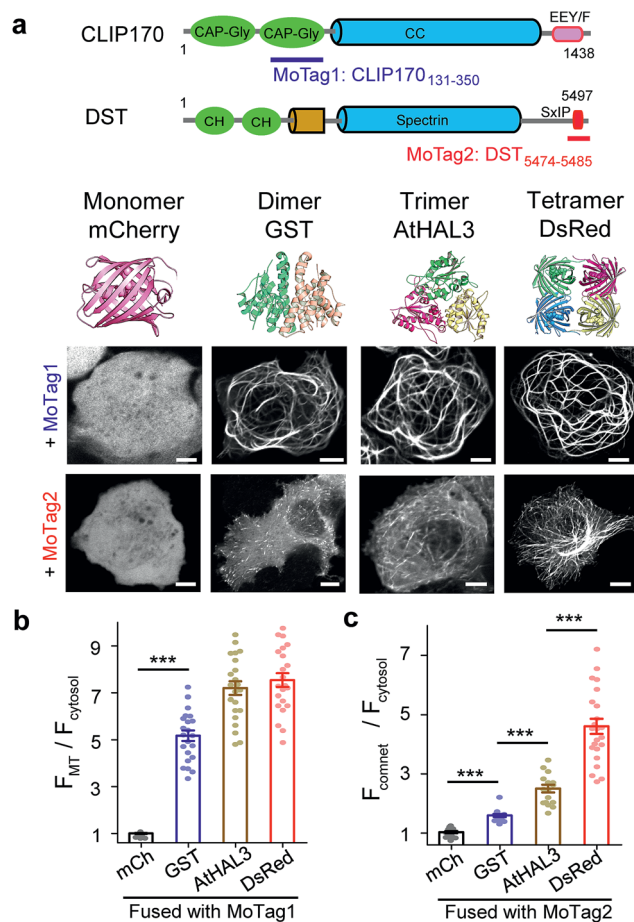 a
CLIP170
CAP-Gly
CAP-Gly
CC
EEY/F
1
1438
MoTag1: CLIP170131-350
DST
1
CH
CH
Spectrin
SxIP
5497
MoTag2: DST5474-5485
Monomer
mCherry
Dimer
GST
Trimer
AtHAL3
Tetramer
DsRed
+ MoTag1
+ MoTag2
b
FMT / Fcytosol
9
7
5
3
1
***
mCh
GST
AtHAL3
DsRed
Fused with MoTag1
c
Fcomnet / Fcytosol
7
5
3
1
***
***
***
mCh
GST
AtHAL3
DsRed
Fused with MoTag2